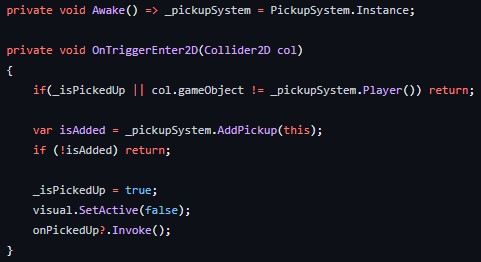 private void Awake() => _pickupSystem = PickupSystem.Instance;
private void OnTriggerEnter2D(Collider2D col)
{
if(_isPickedUp || col.gameObject != _pickupSystem.Player()) return;
var isAdded = _pickupSystem.AddPickup(this);
if (!isAdded) return;
_isPickedUp = true;
visual.SetActive(false);
onPickedUp?.Invoke();
}